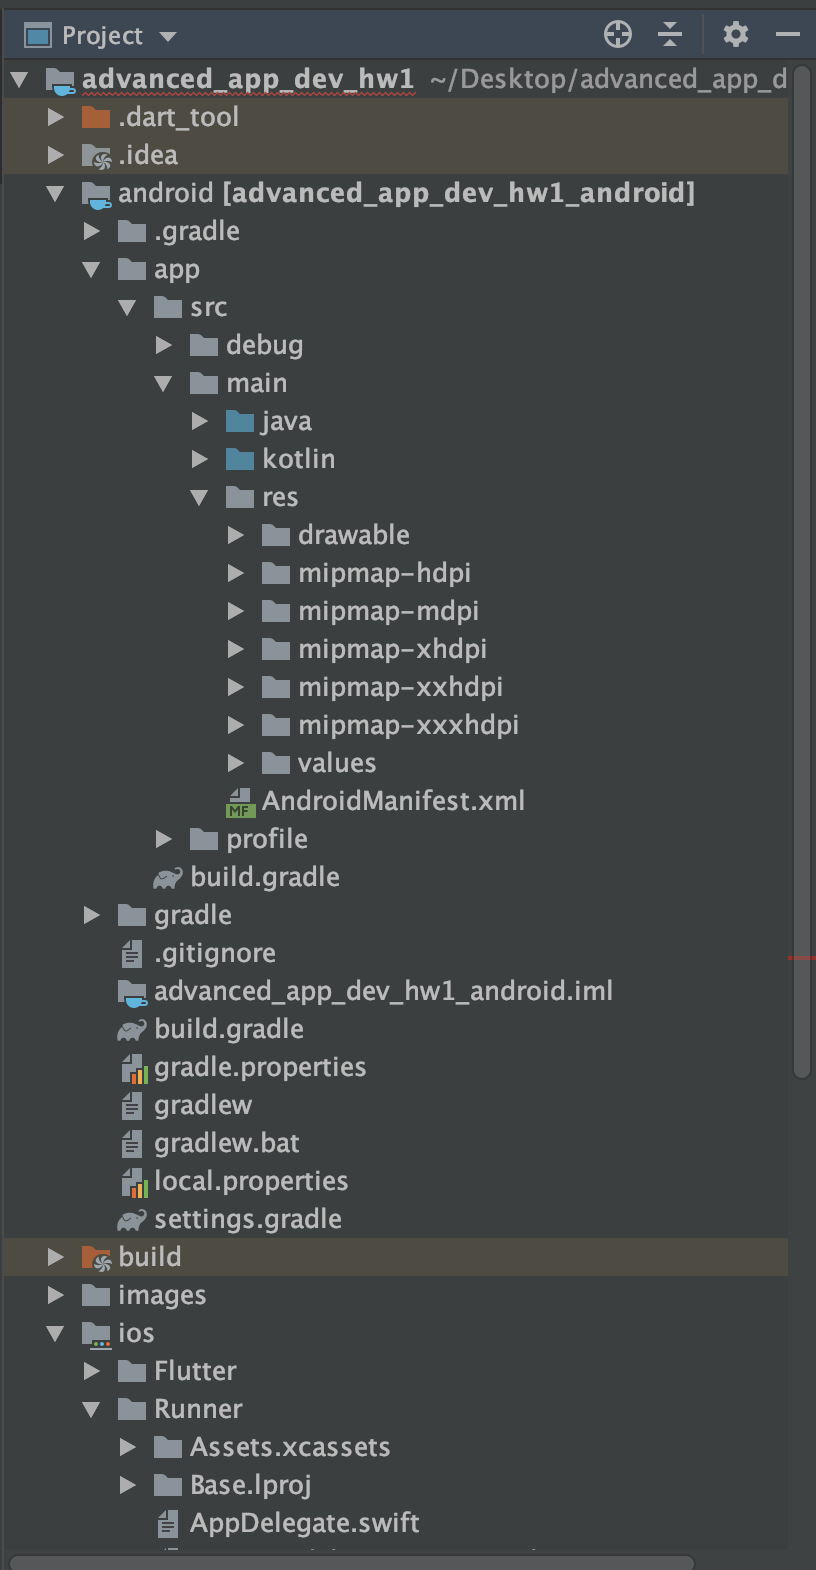 Project
advanced_app_dev_hw1 ~/Desktop/advanced_app_d
.dart_tool
.idea
android [advanced_app_dev_hw1_android]
.gradle
app
src
debug
main
java
kotlin
res
drawable
mipmap-hdpi
mipmap-mdpi
mipmap-xhdpi
mipmap-xxhdpi
mipmap-xxxhdpi
values
MF AndroidManifest.xml
profile
build.gradle
gradle
.gitignore
advanced_app_dev_hw1_android.iml
build.gradle
gradle.properties
gradlew
gradlew.bat
local.properties
settings.gradle
build
images
ios
Flutter
Runner
Assets.xcassets
Base.lproj
AppDelegate.swift